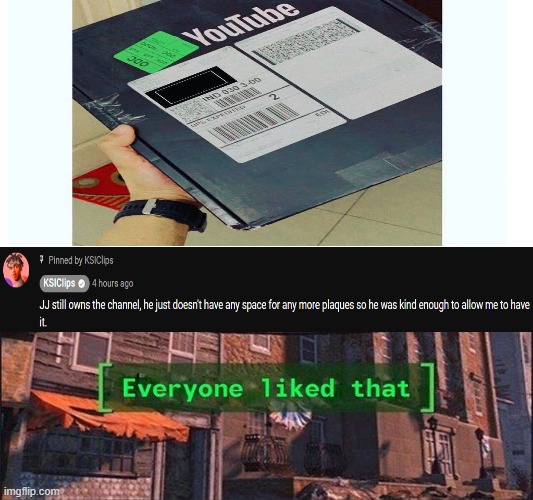 YouTube
IND 030 3-00
2
Pinned by KSIClips
KSIClips 4 hours ago
JJ still owns the channel, he just doesn't have any space for any more plaques so he was kind enough to allow me to have
it.
[Everyone liked that]
imgflip.com